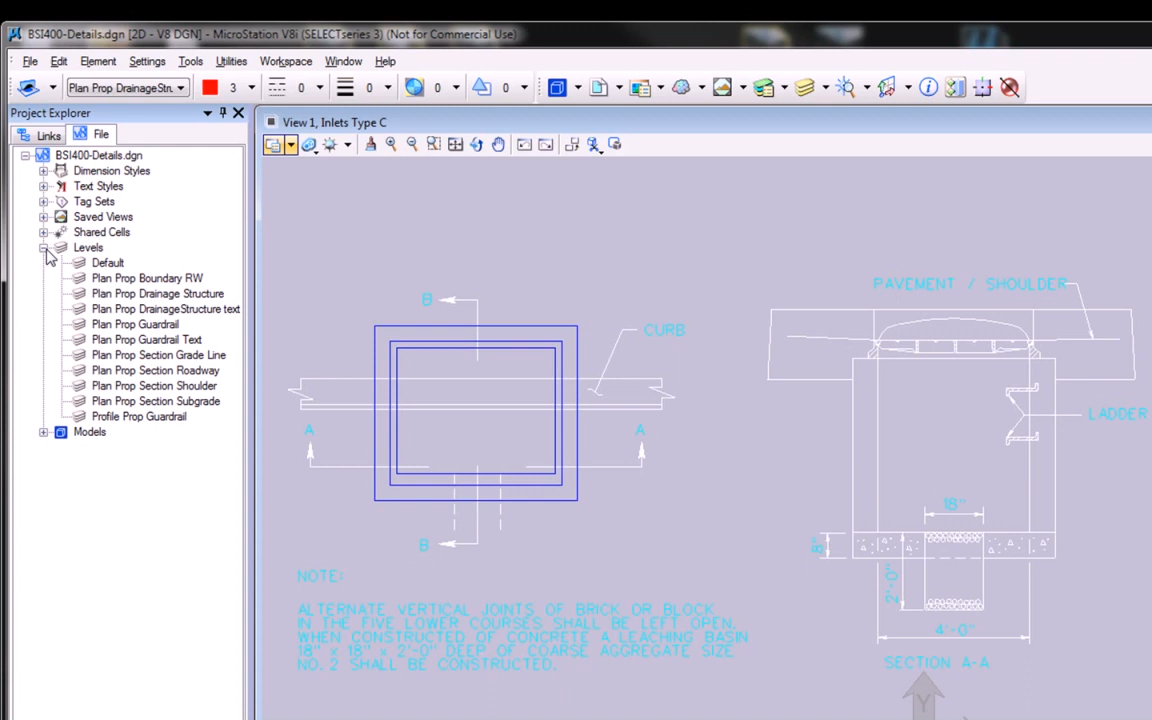 BSI400-Details.dgn [2D - V8 DGN] - MicroStation V8i (SELECTseries 3) (Not for Commercial Use)
File Edit Element Settings Tools Utilities Workspace Window Help
Plan Prop DrainageStr. 3 0 0 0 0
Project Explorer
View 1, Inlets Type C
Links File
BSI400-Details.dgn
Dimension Styles
Text Styles
Tag Sets
Saved Views
Shared Cells
Levels
Default
Plan Prop Boundary RW
Plan Prop Drainage Structure
Plan Prop DrainageStructure text
Plan Prop Guardrail
Plan Prop Guardrail Text
Plan Prop Section Grade Line
Plan Prop Section Roadway
Plan Prop Section Shoulder
Plan Prop Section Subgrade
Profile Prop Guardrail
Models
B
CURB
A A
B
PAVEMENT / SHOULDER
LADDER
18"
8"
2'-0"
4'-0"
SECTION A-A
Y
NOTE:
ALTERNATE VERTICAL JOINTS OF BRICK OR BLOCK
IN THE FIVE LOWER COURSES SHALL BE LEFT OPEN.
WHEN CONSTRUCTED OF CONCRETE A LEACHING BASIN
18" x 18" x 2'-0" DEEP OF COARSE AGGREGATE SIZE
NO. 2 SHALL BE CONSTRUCTED.